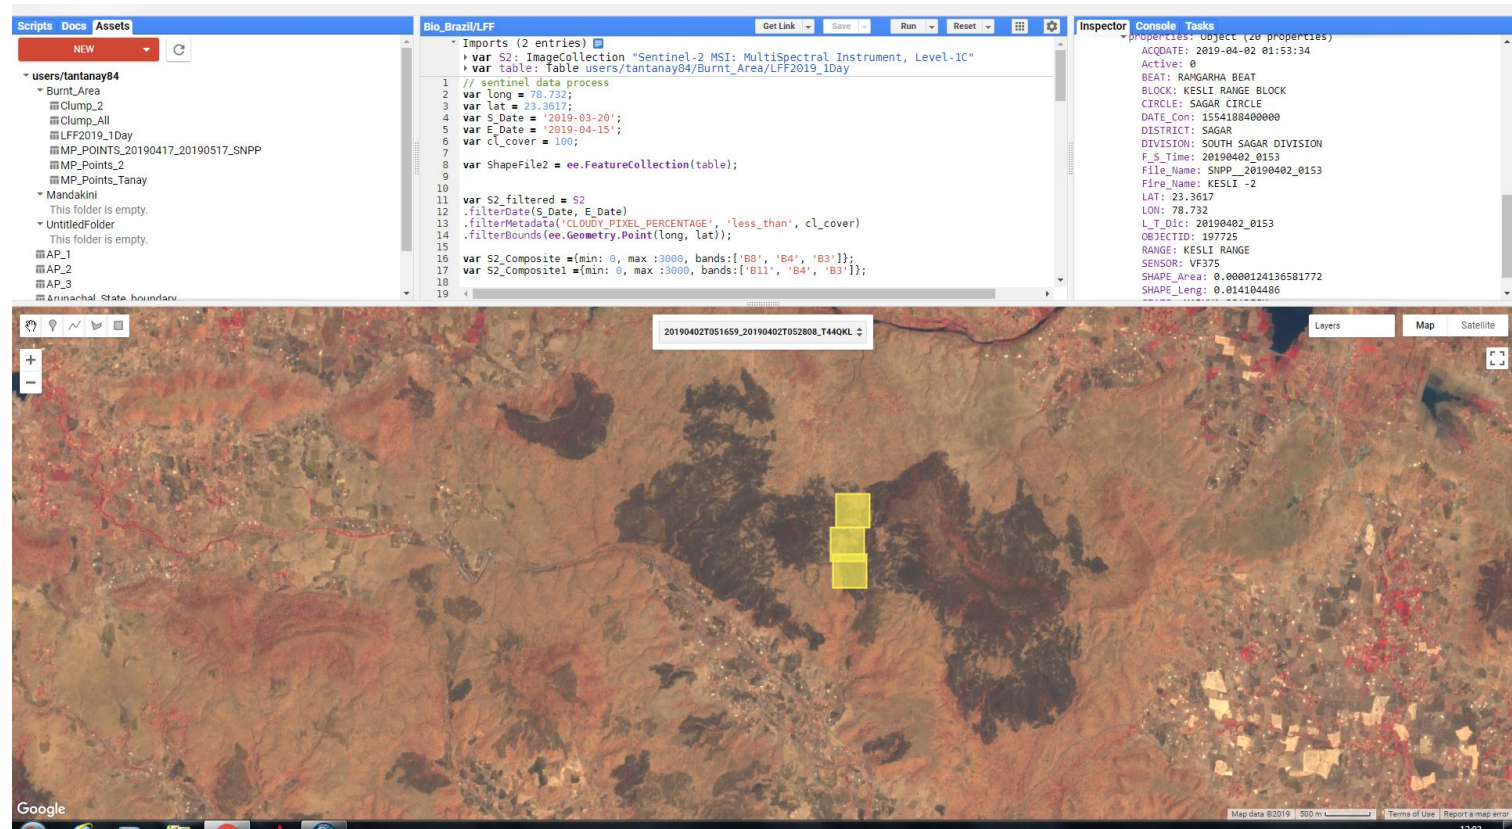 Scripts Docs Assets
NEW
users/tantanay84
Burnt_Area
Clump_2
Clump_All
LFF2019_1Day
MP_POINTS_20190417_20190517_SNPP
MP_Points_2
MP_Points_Tanay
Mandakini
This folder is empty.
UntitledFolder
This folder is empty.
AP_1
AP_2
AP_3
Arunachal_State_boundary
Bio_Brazil/LFF
Get Link Save Run Reset
Imports (2 entries)
var S2: ImageCollection "Sentinel-2 MSI: MultiSpectral Instrument, Level-1C"
var table: Table users/tantanay84/Burnt_Area/LFF2019_1Day
1 // sentinel data process
2 var long = 78.732;
3 var lat = 23.3617;
4 var S_Date = '2019-03-20';
5 var E_Date = '2019-04-15';
6 var cl_cover = 100;
7
8 var ShapeFile2 = ee.FeatureCollection(table);
9
10
11 var S2_filtered = S2
12 .filterDate(S_Date, E_Date)
13 .filterMetadata('CLOUDY_PIXEL_PERCENTAGE', 'less_than', cl_cover)
14 .filterBounds(ee.Geometry.Point(long, lat));
15
16 var S2_Composite ={min: 0, max :3000, bands:['B8', 'B4', 'B3']};
17 var S2_Composite1 ={min: 0, max :3000, bands:['B11', 'B4', 'B3']};
18
19
Inspector Console Tasks
properties: Object (20 properties)
ACQDATE: 2019-04-02 01:53:34
Active: 0
BEAT: RAMGARHA BEAT
BLOCK: KESLI RANGE BLOCK
CIRCLE: SAGAR CIRCLE
DATE_Con: 1554188400000
DISTRICT: SAGAR
DIVISION: SOUTH SAGAR DIVISION
F_S_Time: 20190402_0153
File_Name: SNPP__20190402_0153
Fire_Name: KESLI -2
LAT: 23.3617
LON: 78.732
L_T_Dic: 20190402_0153
OBJECTID: 197725
RANGE: KESLI RANGE
SENSOR: VF375
SHAPE_Area: 0.0000124136581772
SHAPE_Leng: 0.014104486
20190402T051659_20190402T052808_T44QKL
Layers
Map Satellite
+
−
Google
Map data ©2019 500 m Terms of Use Report a map error